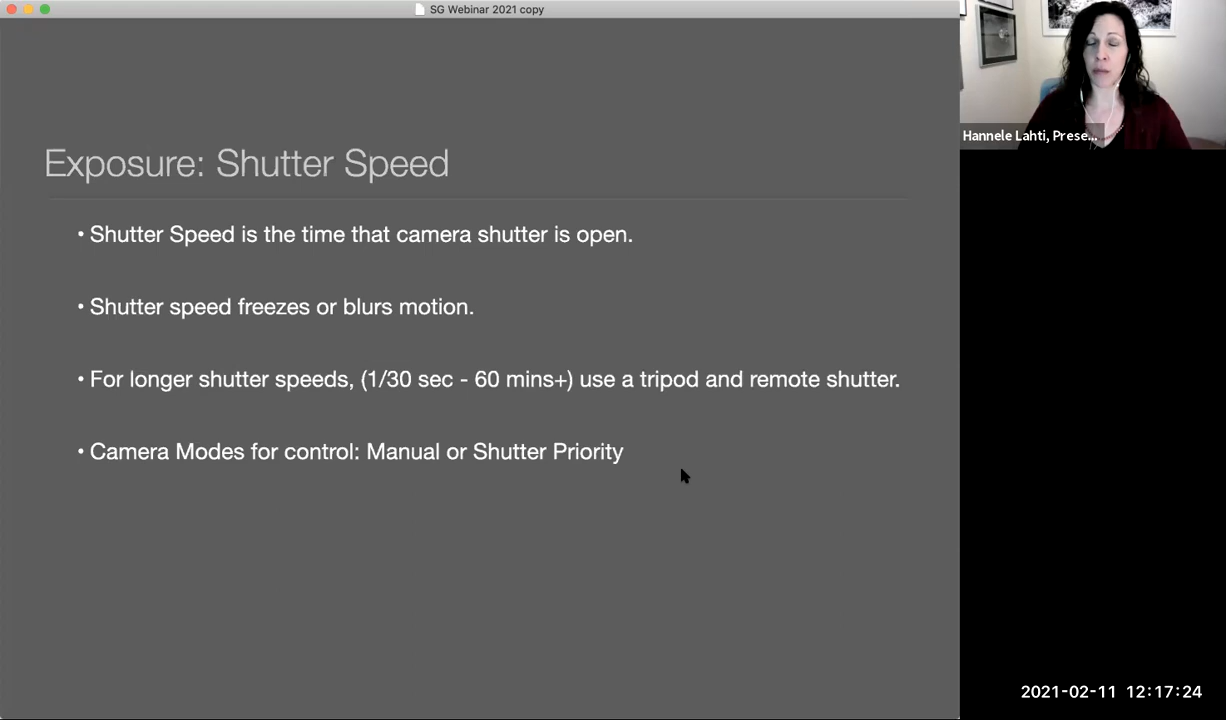 SG Webinar 2021 copy
Exposure: Shutter Speed
• Shutter Speed is the time that camera shutter is open.
• Shutter speed freezes or blurs motion.
• For longer shutter speeds, (1/30 sec - 60 mins+) use a tripod and remote shutter.
• Camera Modes for control: Manual or Shutter Priority
Hannele Lahti, Prese...
2021-02-11 12:17:24